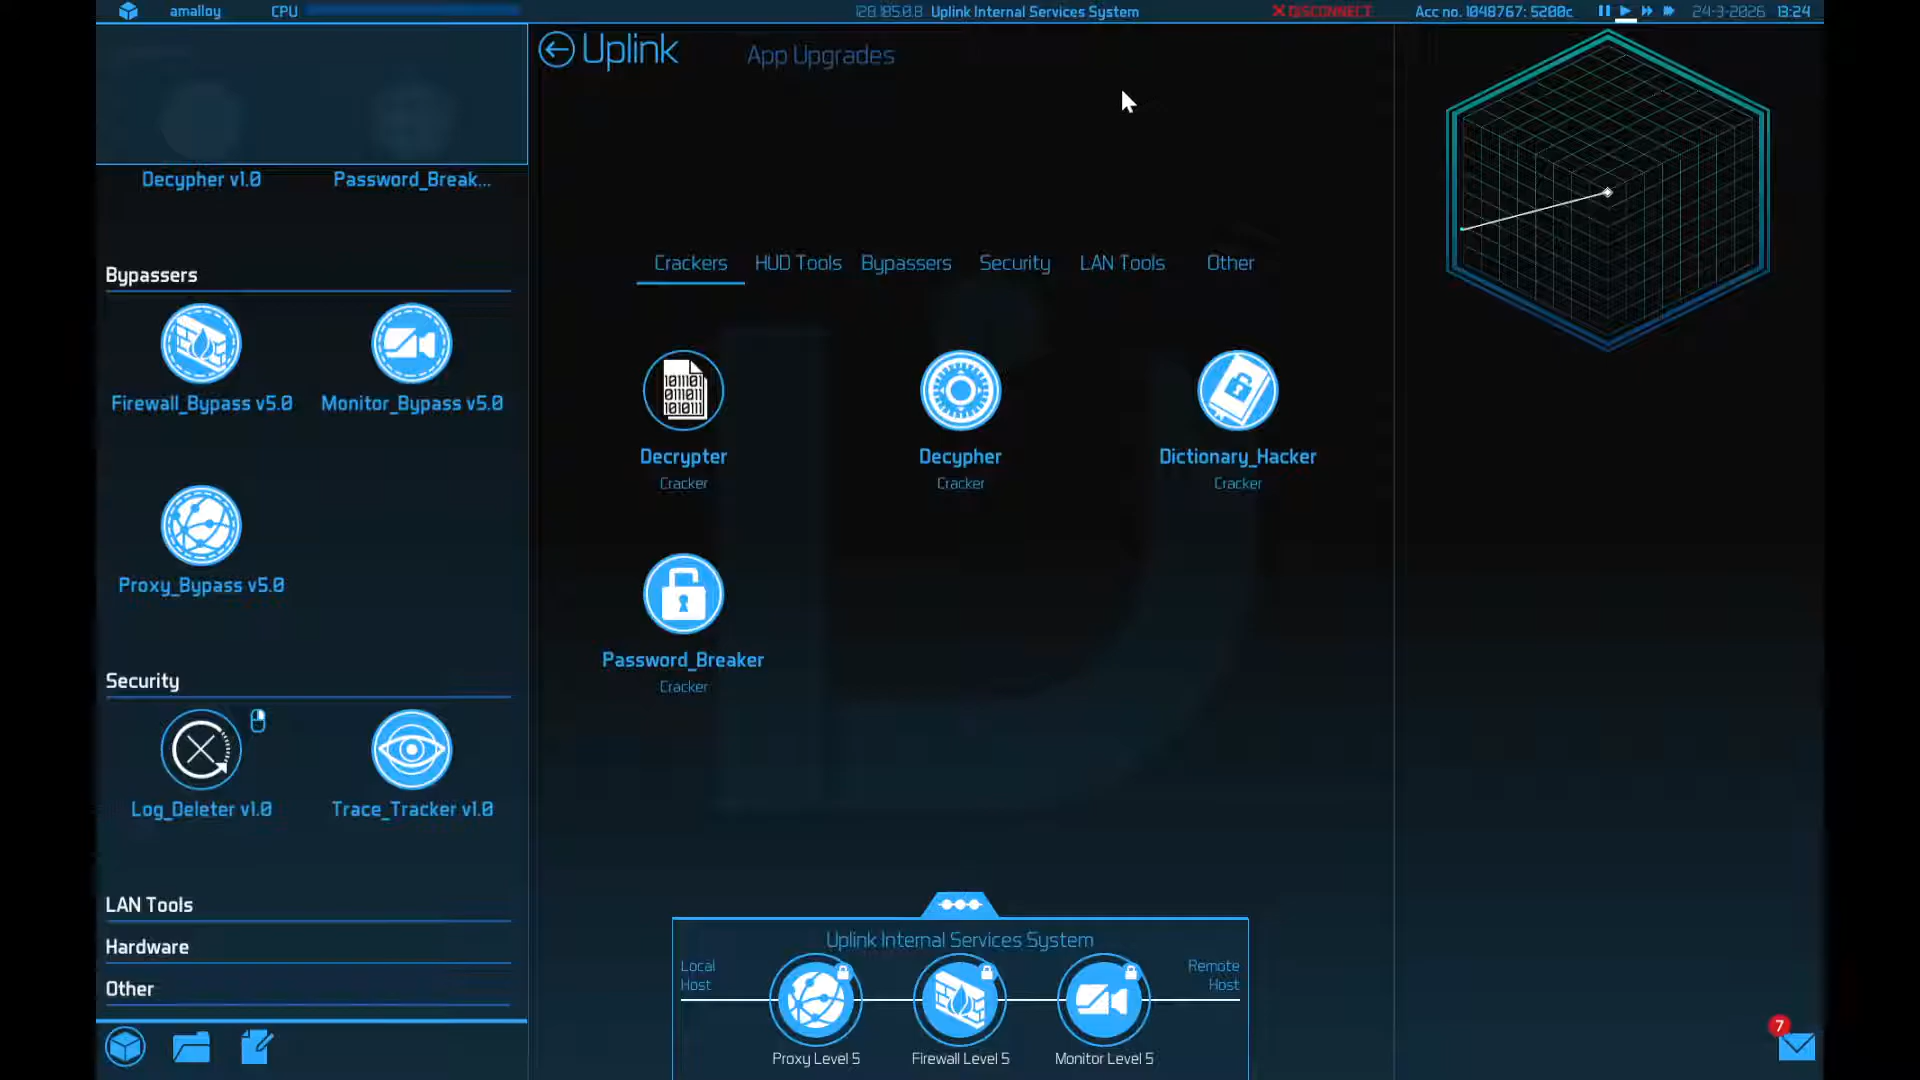 amalloy
CPU
128.185.0.8 Uplink Internal Services System
DISCONNECT
Acc no. 1048767: 5200c
24-3-2026 13:24
Uplink
App Upgrades
Decypher v1.0
Password_Break...
Bypassers
Firewall_Bypass v5.0
Monitor_Bypass v5.0
Proxy_Bypass v5.0
Security
Log_Deleter v1.0
Trace_Tracker v1.0
LAN Tools
Hardware
Other
Crackers
HUD Tools
Bypassers
Security
LAN Tools
Other
Decrypter
Cracker
Decypher
Cracker
Dictionary_Hacker
Cracker
Password_Breaker
Cracker
Uplink Internal Services System
Local
Host
Remote
Host
Proxy Level 5
Firewall Level 5
Monitor Level 5
7